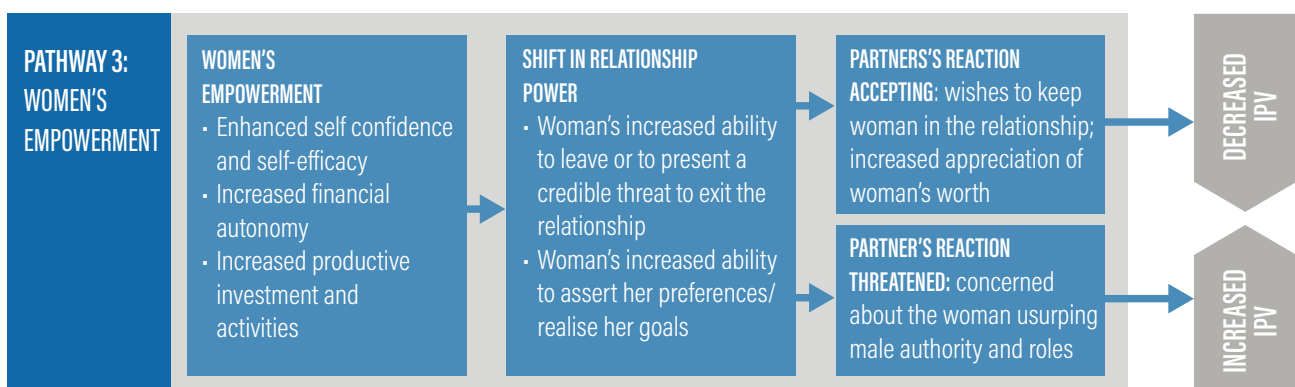 PATHWAY 3:
WOMEN'S
EMPOWERMENT
WOMEN'S
EMPOWERMENT
· Enhanced self confidence
and self-efficacy
· Increased financial
autonomy
· Increased productive
investment and
activities
SHIFT IN RELATIONSHIP
POWER
· Woman's increased ability
to leave or to present a
credible threat to exit the
relationship
· Woman's increased ability
to assert her preferences/
realise her goals
PARTNERS'S REACTION
ACCEPTING: wishes to keep
woman in the relationship;
increased appreciation of
woman's worth
PARTNER'S REACTION
THREATENED: concerned
about the woman usurping
male authority and roles
DECREASED
IPV
INCREASED
IPV